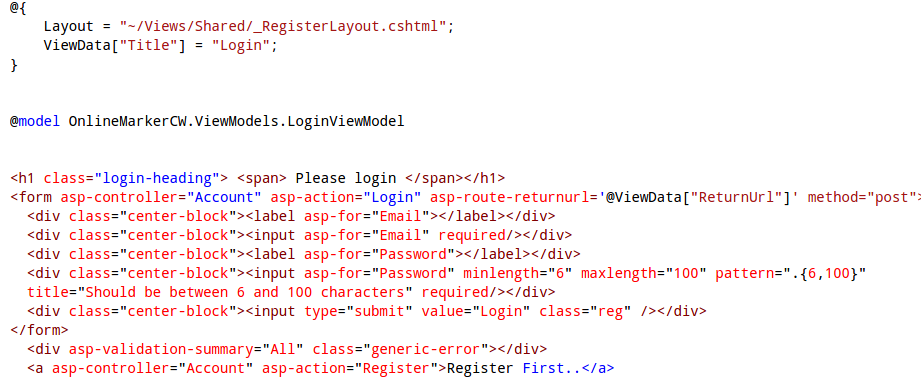 @{
    Layout = "~/Views/Shared/_RegisterLayout.cshtml";
    ViewData["Title"] = "Login";
}
@model OnlineMarkerCW.ViewModels.LoginViewModel
<h1 class="login-heading"> <span> Please login </span></h1>
<form asp-controller="Account" asp-action="Login" asp-route-returnurl='@ViewData["ReturnUrl"]' method="post">
  <div class="center-block"><label asp-for="Email"></label></div>
  <div class="center-block"><input asp-for="Email" required/></div>
  <div class="center-block"><label asp-for="Password"></label></div>
  <div class="center-block"><input asp-for="Password" minlength="6" maxlength="100" pattern=".{6,100}"
  title="Should be between 6 and 100 characters" required/></div>
  <div class="center-block"><input type="submit" value="Login" class="reg" /></div>
</form>
  <div asp-validation-summary="All" class="generic-error"></div>
  <a asp-controller="Account" asp-action="Register">Register First..</a>